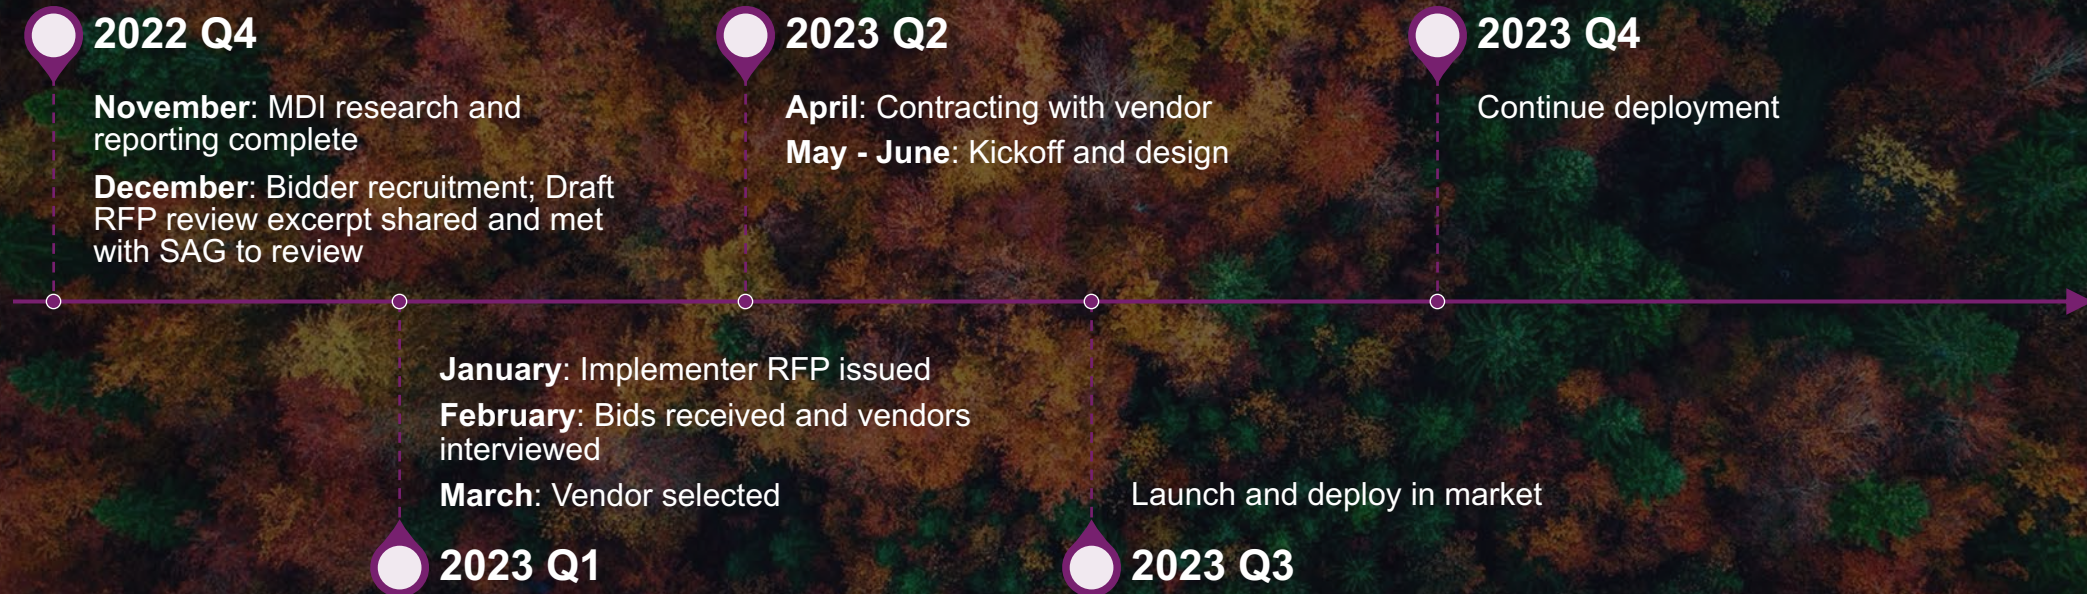 2022 Q4
November: MDI research and
reporting complete
December: Bidder recruitment; Draft
RFP review excerpt shared and met
with SAG to review
January: Implementer RFP issued
February: Bids received and vendors
interviewed
March: Vendor selected
2023 Q1
2023 Q2
April: Contracting with vendor
May - June: Kickoff and design
Launch and deploy in market
2023 Q3
2023 Q4
Continue deployment